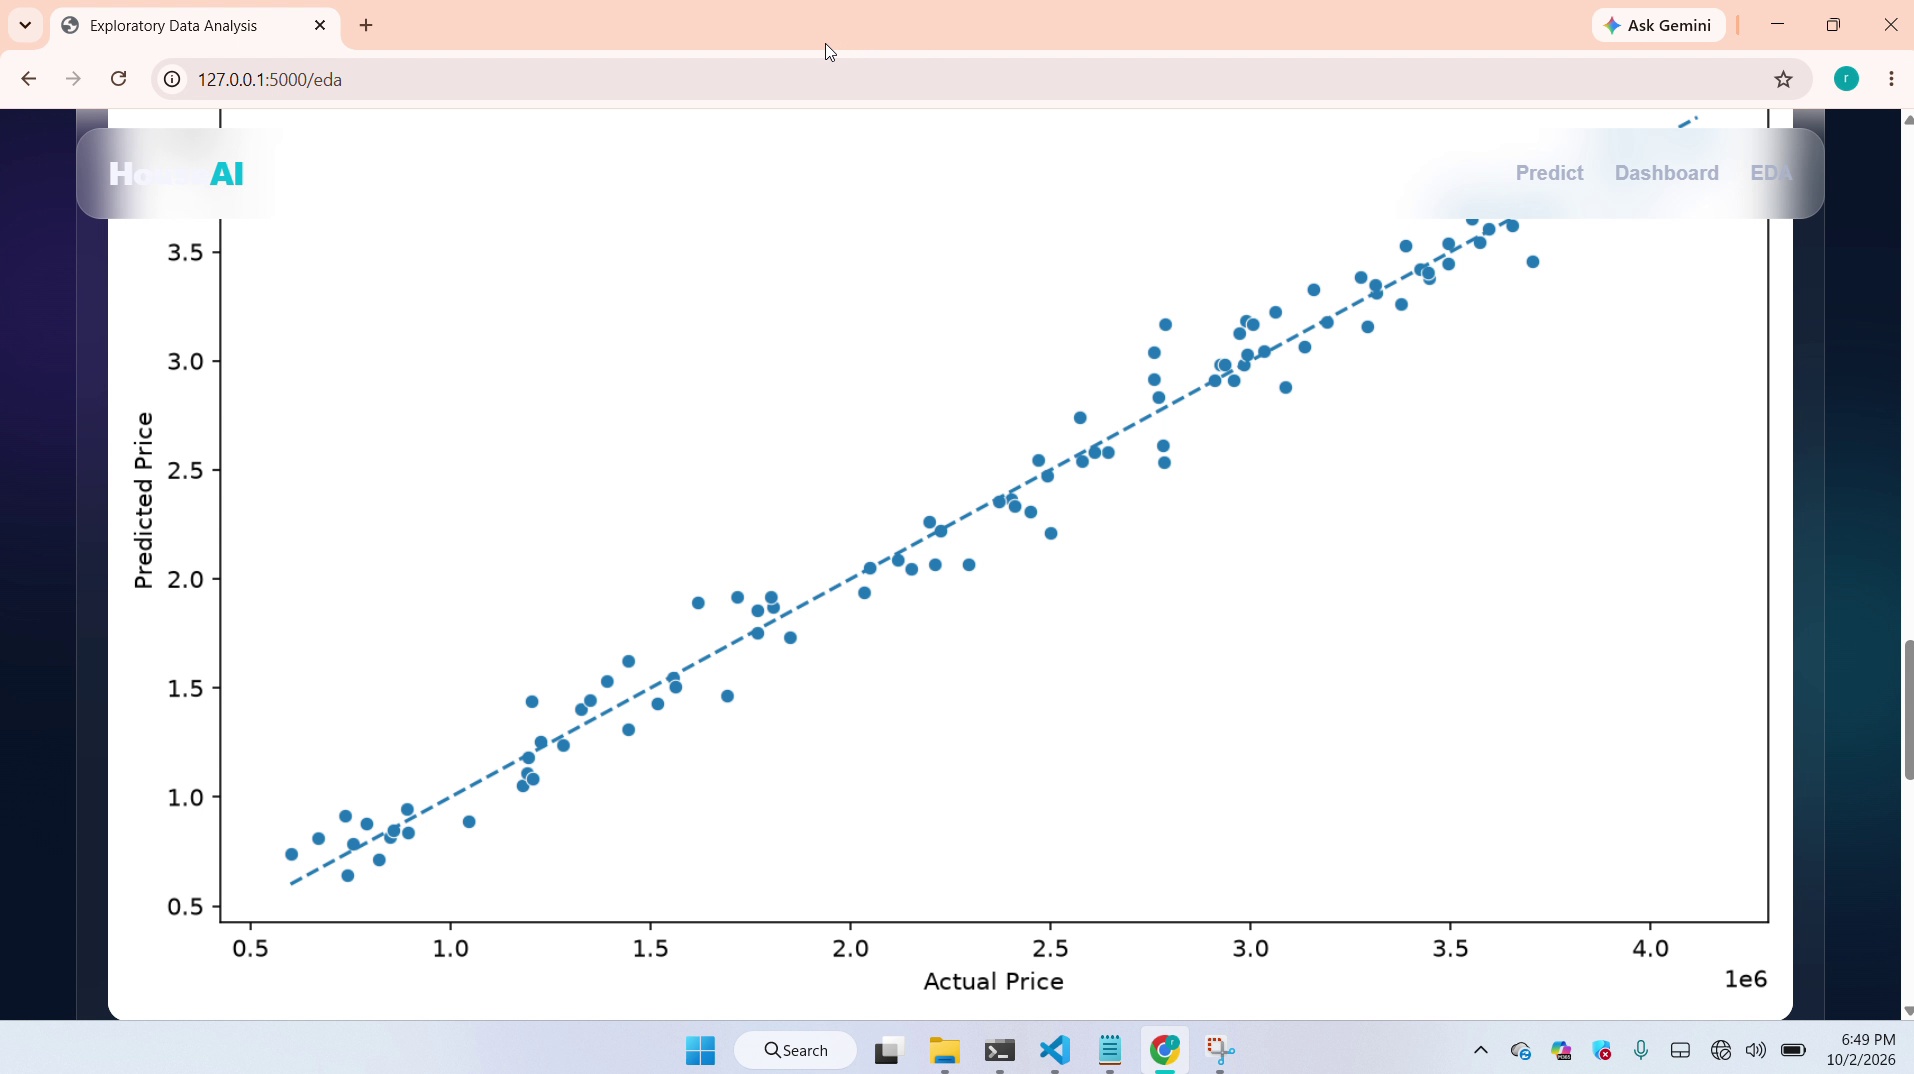 Exploratory Data Analysis
Ask Gemini
127.0.0.1:5000/eda
r
House AI
Predict Dashboard EDA
3.5
3.0
2.5
2.0
1.5
1.0
0.5
Predicted Price
0.5 1.0 1.5 2.0 2.5 3.0 3.5 4.0
Actual Price
1e6
Search
6:49 PM
10/2/2026